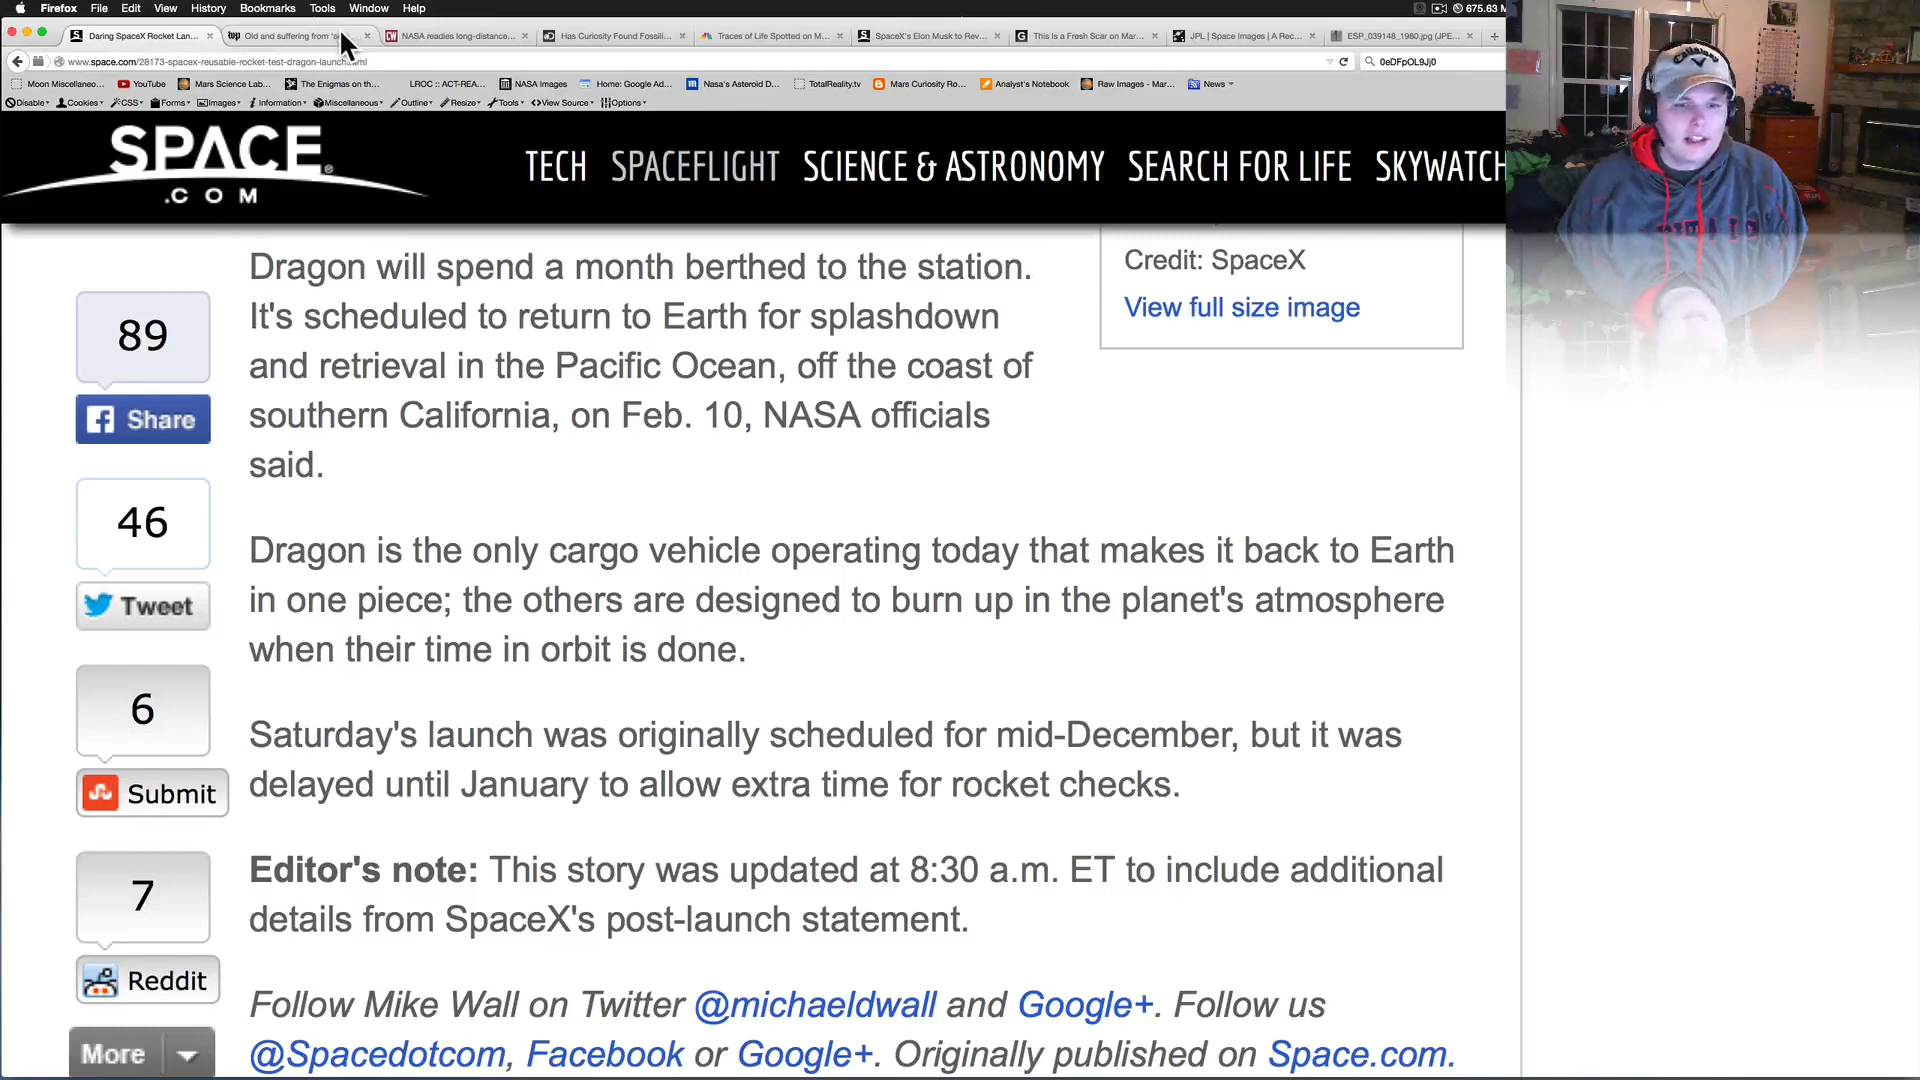 Firefox File Edit View History Bookmarks Tools Window Help
675.63 M
Daring SpaceX Rocket Lan...
Old and suffering from
NASA readies long-distance...
Has Curiosity Found Fossili...
Traces of Life Spotted on M...
SpaceX's Elon Musk to Rev...
This Is a Fresh Scar on Mar...
JPL | Space Images | A Rec...
ESP_039148_1980.jpg (JPE...
www.space.com/28173-spacex-reusable-rocket-test-dragon-launch
0eDFpOL9Jj0
Moon Miscellane...
YouTube
Mars Science Lab...
The Enigmas on th...
LROC :: ACT-REA...
NASA Images
Home: Google Ad...
Nasa's Asteroid D...
TotalReality.tv
Mars Curiosity Ro...
Analyst's Notebook
Raw Images - Mar...
News
Disable Cookies CSS Forms Images Information Miscellaneous Outline Resize Tools View Source Options
SPACE
.COM
TECH SPACEFLIGHT SCIENCE & ASTRONOMY SEARCH FOR LIFE SKYWATCH
Credit: SpaceX
View full size image
Dragon will spend a month berthed to the station.
It's scheduled to return to Earth for splashdown
and retrieval in the Pacific Ocean, off the coast of
southern California, on Feb. 10, NASA officials
said.
Dragon is the only cargo vehicle operating today that makes it back to Earth
in one piece; the others are designed to burn up in the planet's atmosphere
when their time in orbit is done.
Saturday's launch was originally scheduled for mid-December, but it was
delayed until January to allow extra time for rocket checks.
Editor's note: This story was updated at 8:30 a.m. ET to include additional
details from SpaceX's post-launch statement.
Follow Mike Wall on Twitter @michaeldwall and Google+. Follow us
@Spacedotcom, Facebook or Google+. Originally published on Space.com.
89
Share
46
Tweet
6
Submit
7
Reddit
More